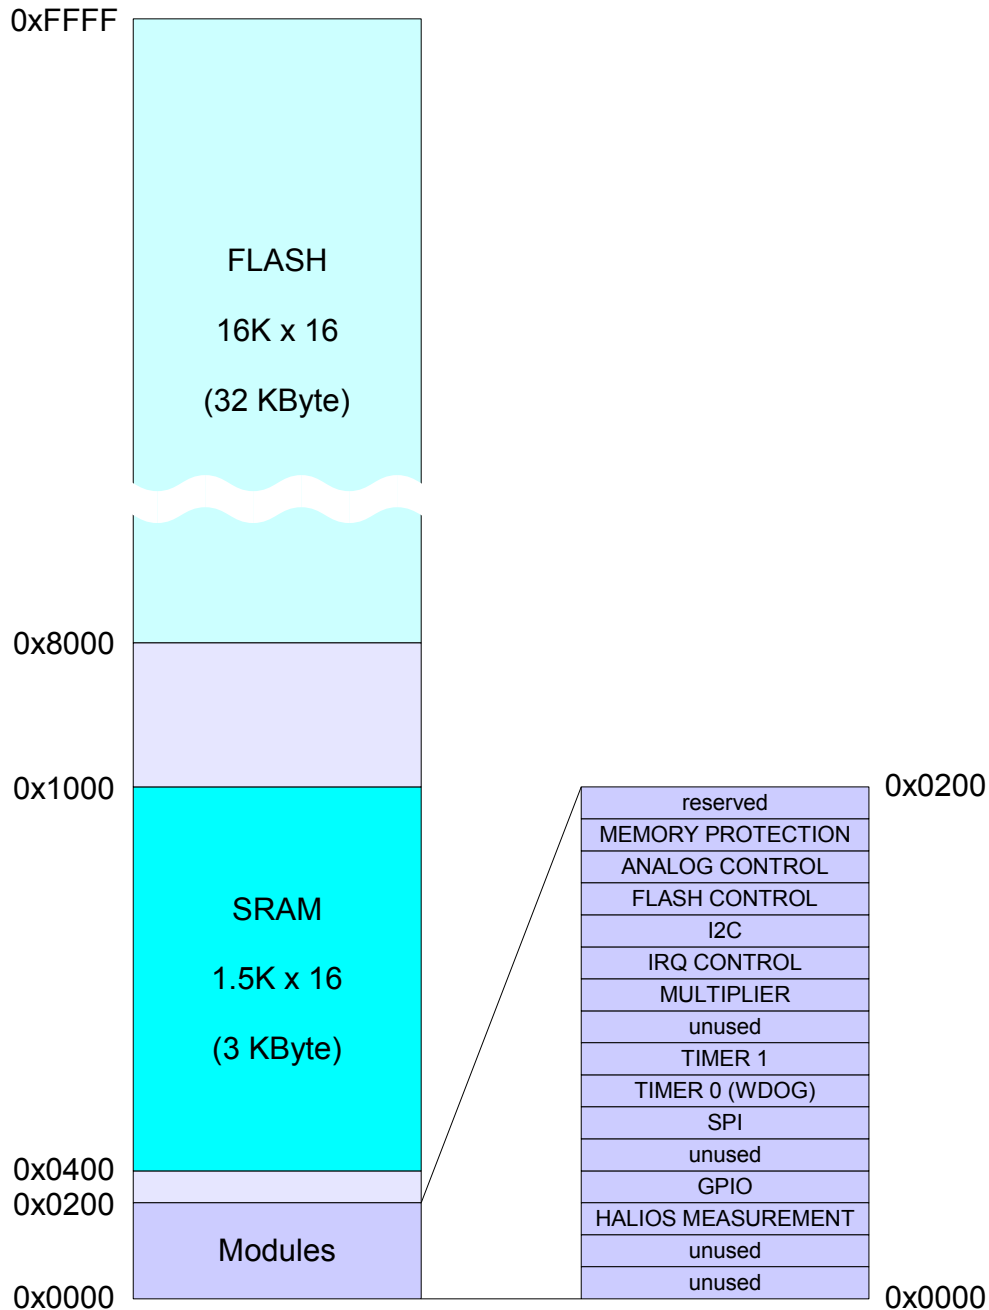 0xFFFF
FLASH
16K x 16
(32 KByte)
0x8000
0x1000
SRAM
1.5K x 16
(3 KByte)
0x0400
0x0200
Modules
0x0000
0x0200
reserved
MEMORY PROTECTION
ANALOG CONTROL
FLASH CONTROL
I2C
IRQ CONTROL
MULTIPLIER
unused
TIMER 1
TIMER 0 (WDOG)
SPI
unused
GPIO
HALIOS MEASUREMENT
unused
unused
0x0000